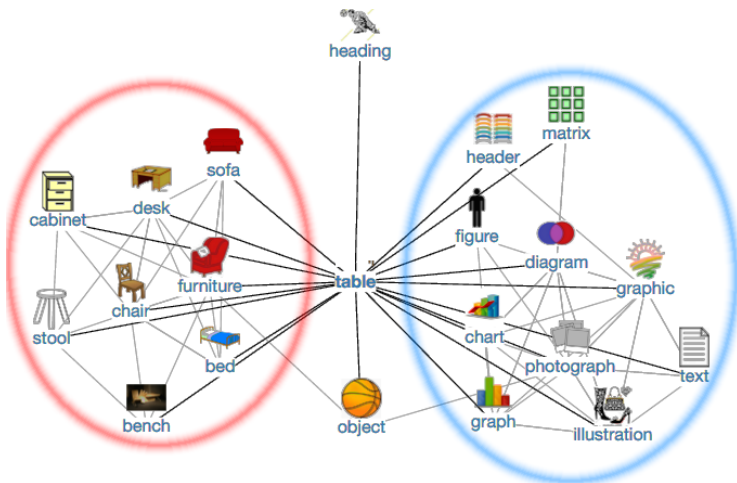 heading
sofa
cabinet
desk
furniture
chair
stool
bed
bench
table
object
header
matrix
figure
diagram
graphic
chart
photograph
text
graph
illustration